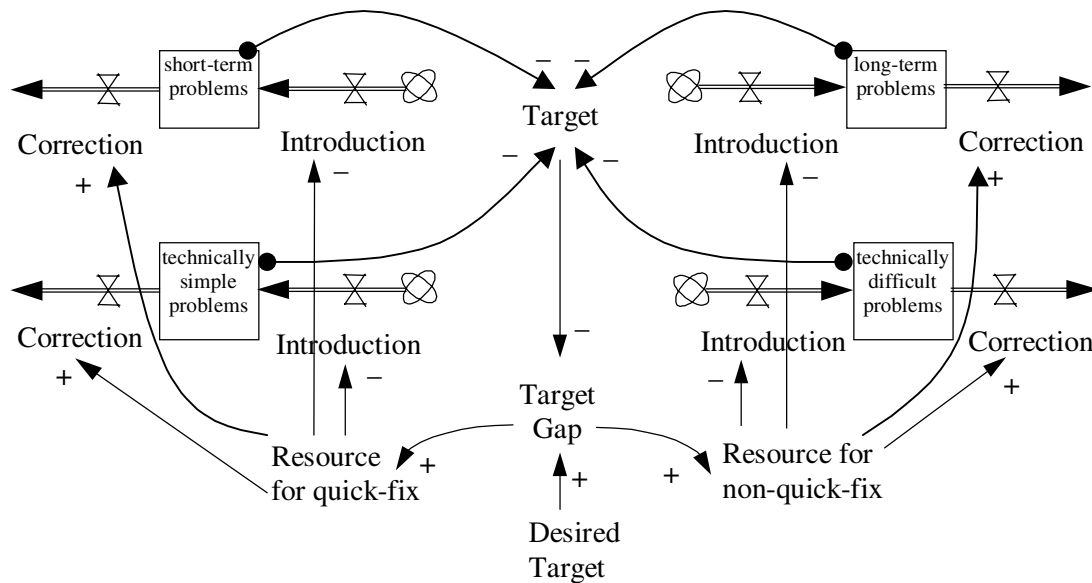 short-term
problems
long-term
problems
−
−
Target
Correction
Introduction
Introduction
Correction
+
−
−
−
−
+
technically
simple
problems
technically
difficult
problems
Correction
Introduction
−
Introduction
Correction
+
−
−
+
Target
Gap
Resource
for quick-fix
+
+
Resource for
non-quick-fix
+
Desired
Target